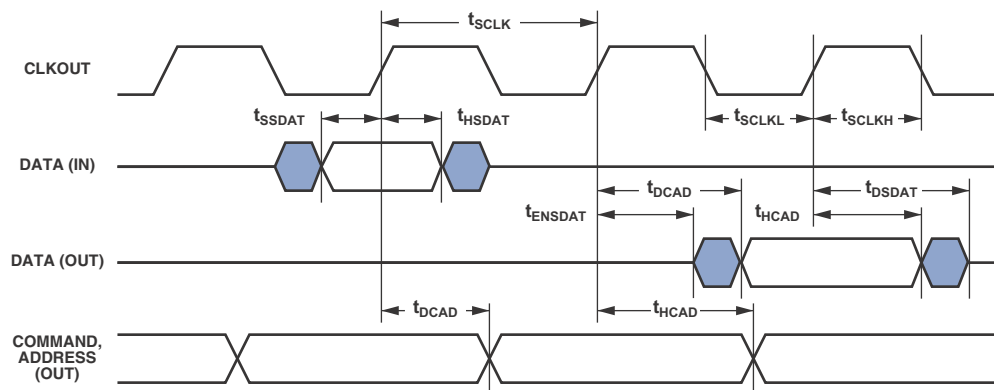 tSCLK
CLKOUT
tSSDAT
tHSDAT
tSCLKL
tSCLKH
DATA (IN)
tDCAD
tDSDAT
tENSDAT
tHCAD
DATA (OUT)
tDCAD
tHCAD
COMMAND,
ADDRESS
(OUT)